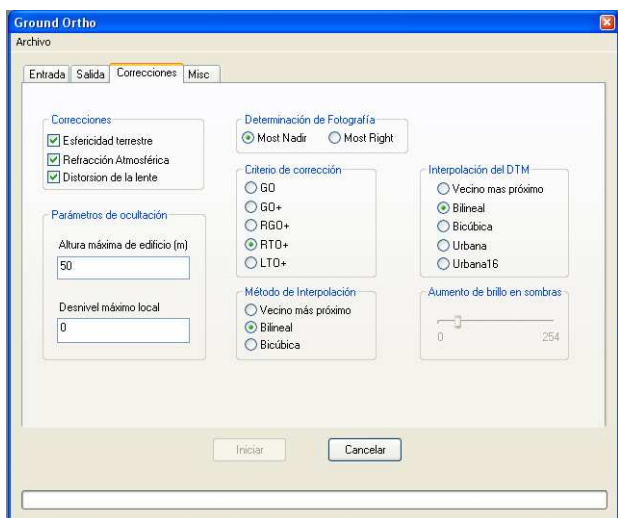 Ground Ortho
Archivo
Entrada Salida Correcciones Misc
Correcciones
Esfericidad terrestre
Refracción Atmosférica
Distorsion de la lente
Parámetros de ocultación
Altura máxima de edificio (m)
50
Desnivel máximo local
0
Determinación de Fotografía
Most Nadir Most Right
Criterio de corrección
GO
GO+
RGO+
RTO+
LTO+
Método de Interpolación
Vecino más próximo
Bilineal
Bicúbica
Interpolación del DTM
Vecino mas próximo
Bilineal
Bicúbica
Urbana
Urbana16
Aumento de brillo en sombras
0 254
Iniciar Cancelar